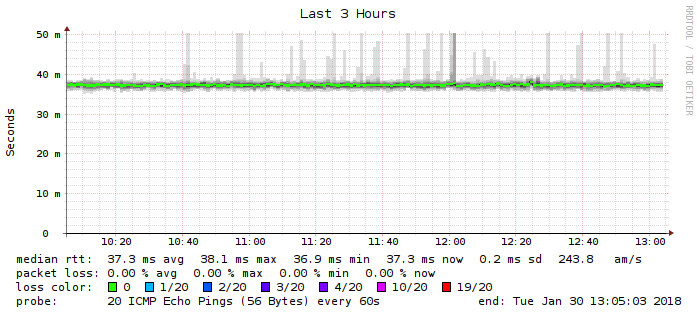 Last 3 Hours
RRDTOOL / TOBI OETIKER
Seconds
50 m
40 m
30 m
20 m
10 m
0
10:20 10:40 11:00 11:20 11:40 12:00 12:20 12:40 13:00
median rtt: 37.3 ms avg 38.1 ms max 36.9 ms min 37.3 ms now 0.2 ms sd 243.8 am/s
packet loss: 0.00 % avg 0.00 % max 0.00 % min 0.00 % now
loss color: 0 1/20 2/20 3/20 4/20 10/20 19/20
probe: 20 ICMP Echo Pings (56 Bytes) every 60s end: Tue Jan 30 13:05:03 2018